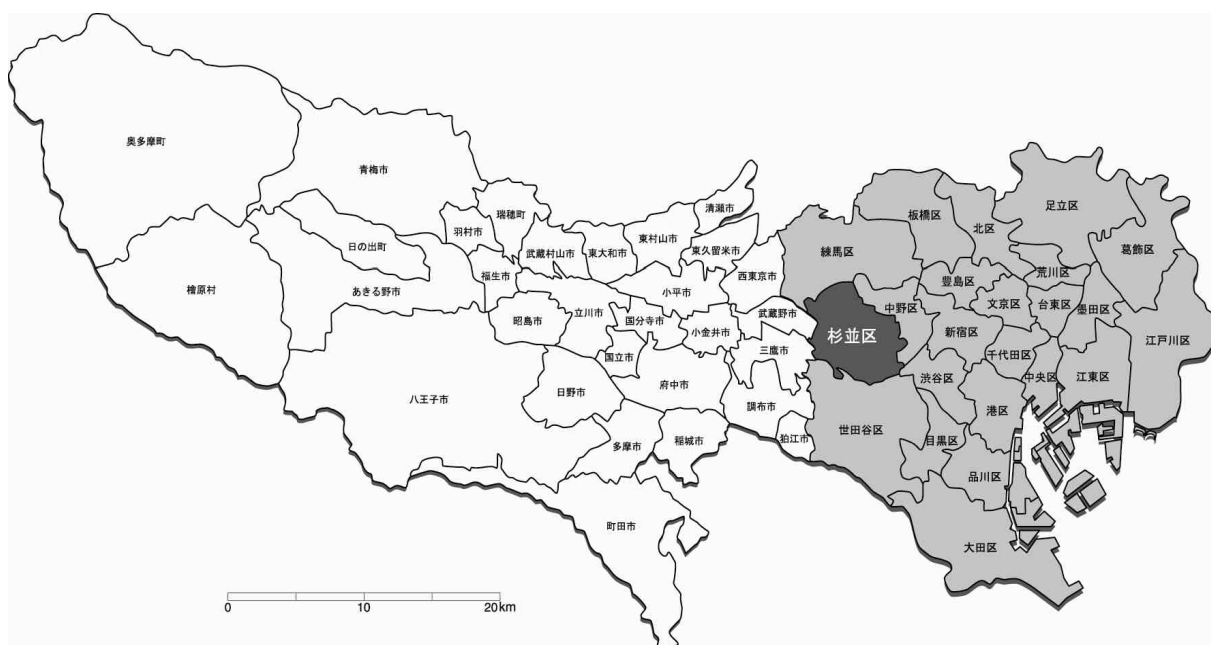 奥多摩町
青梅市
瑞穂町
羽村市
日の出町
檜原村
あきる野市
福生市
武蔵村山市
東大和市
東村山市
清瀬市
東久留米市
西東京市
昭島市
立川市
国分寺市
小平市
小金井市
武蔵野市
三鷹市
国立市
府中市
日野市
八王子市
調布市
狛江市
多摩市
稲城市
町田市
練馬区
板橋区
北区
足立区
葛飾区
荒川区
豊島区
文京区
台東区
墨田区
江戸川区
中野区
杉並区
新宿区
千代田区
中央区
江東区
渋谷区
港区
世田谷区
目黒区
品川区
大田区
0 10 20km